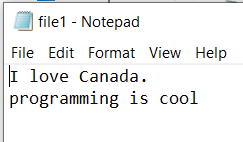 file1 - Notepad
File Edit Format View Help
I love Canada.
programming is cool